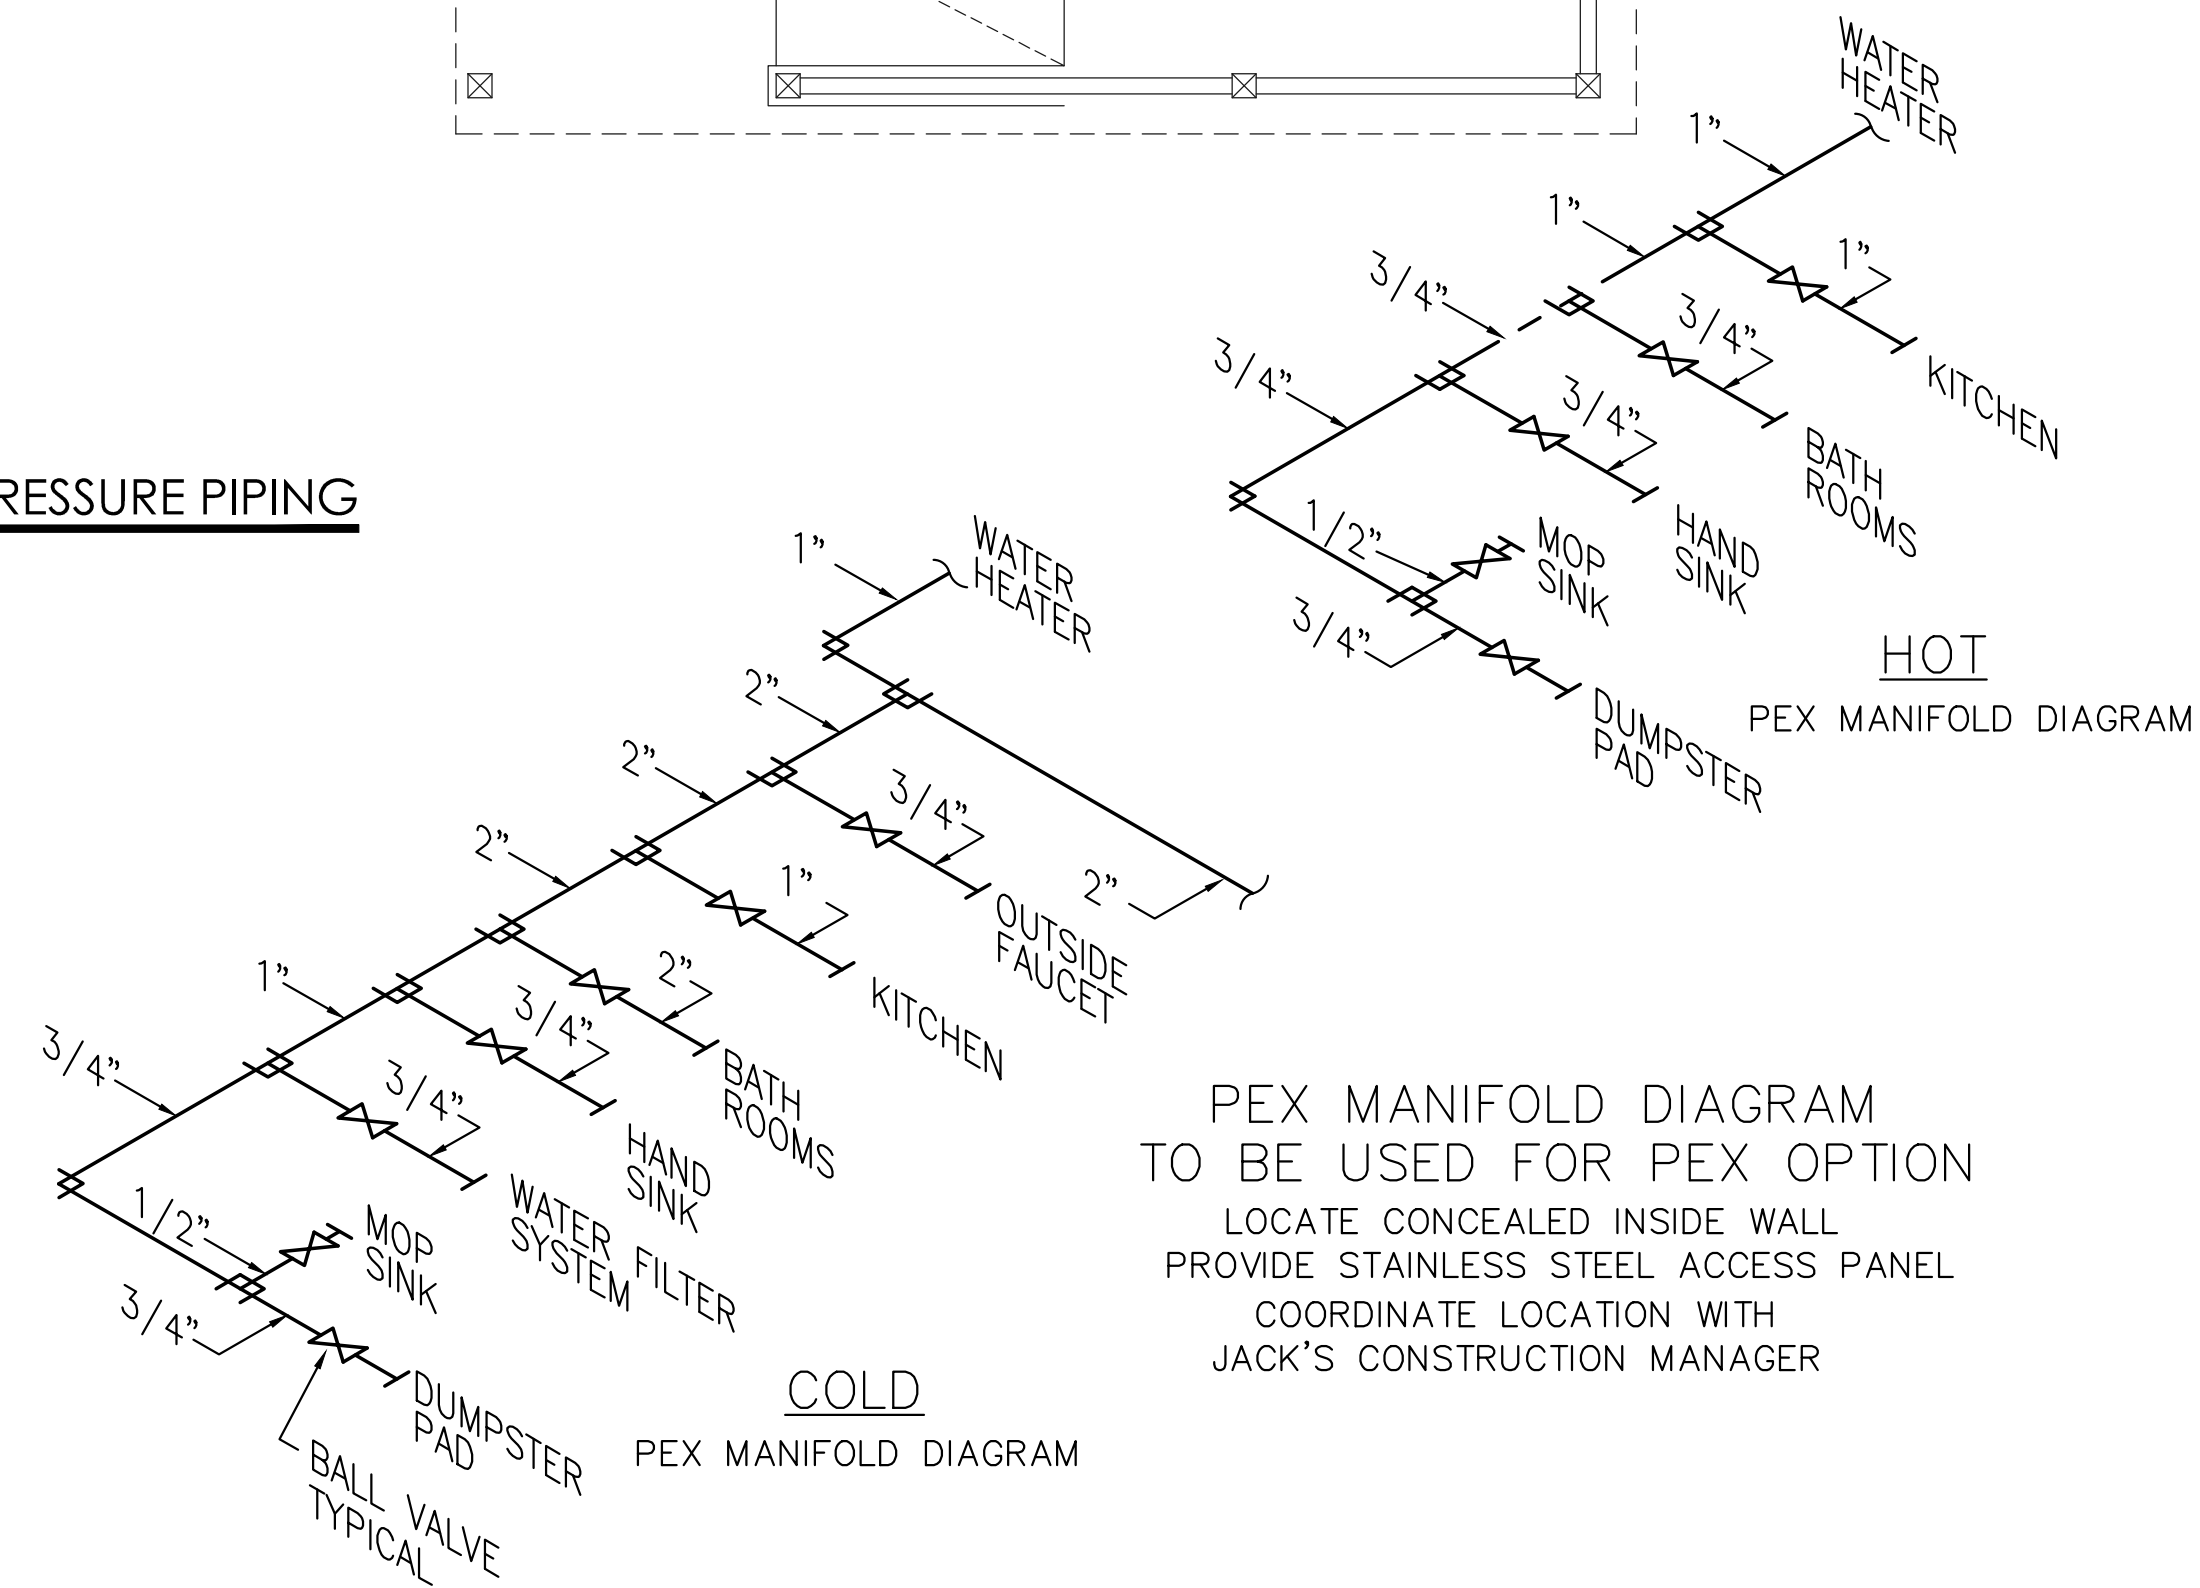 WATER
HEATER
1"
1"
1"
3/4"
3/4"
3/4"
3/4"
KITCHEN
BATH
ROOMS
HAND
SINK
1/2"
MOP
SINK
3/4"
DUMPSTER
PAD
HOT
PEX MANIFOLD DIAGRAM
RESSURE PIPING
WATER
HEATER
1"
2"
2"
2"
3/4"
2"
1"
OUTSIDE
FAUCET
KITCHEN
2"
1"
3/4"
BATH
ROOMS
3/4"
3/4"
HAND
SINK
WATER FILTER
SYSTEM
1/2"
MOP
SINK
3/4"
DUMPSTER
PAD
BALL VALVE
TYPICAL
COLD
PEX MANIFOLD DIAGRAM
PEX MANIFOLD DIAGRAM
TO BE USED FOR PEX OPTION
LOCATE CONCEALED INSIDE WALL
PROVIDE STAINLESS STEEL ACCESS PANEL
COORDINATE LOCATION WITH
JACK'S CONSTRUCTION MANAGER